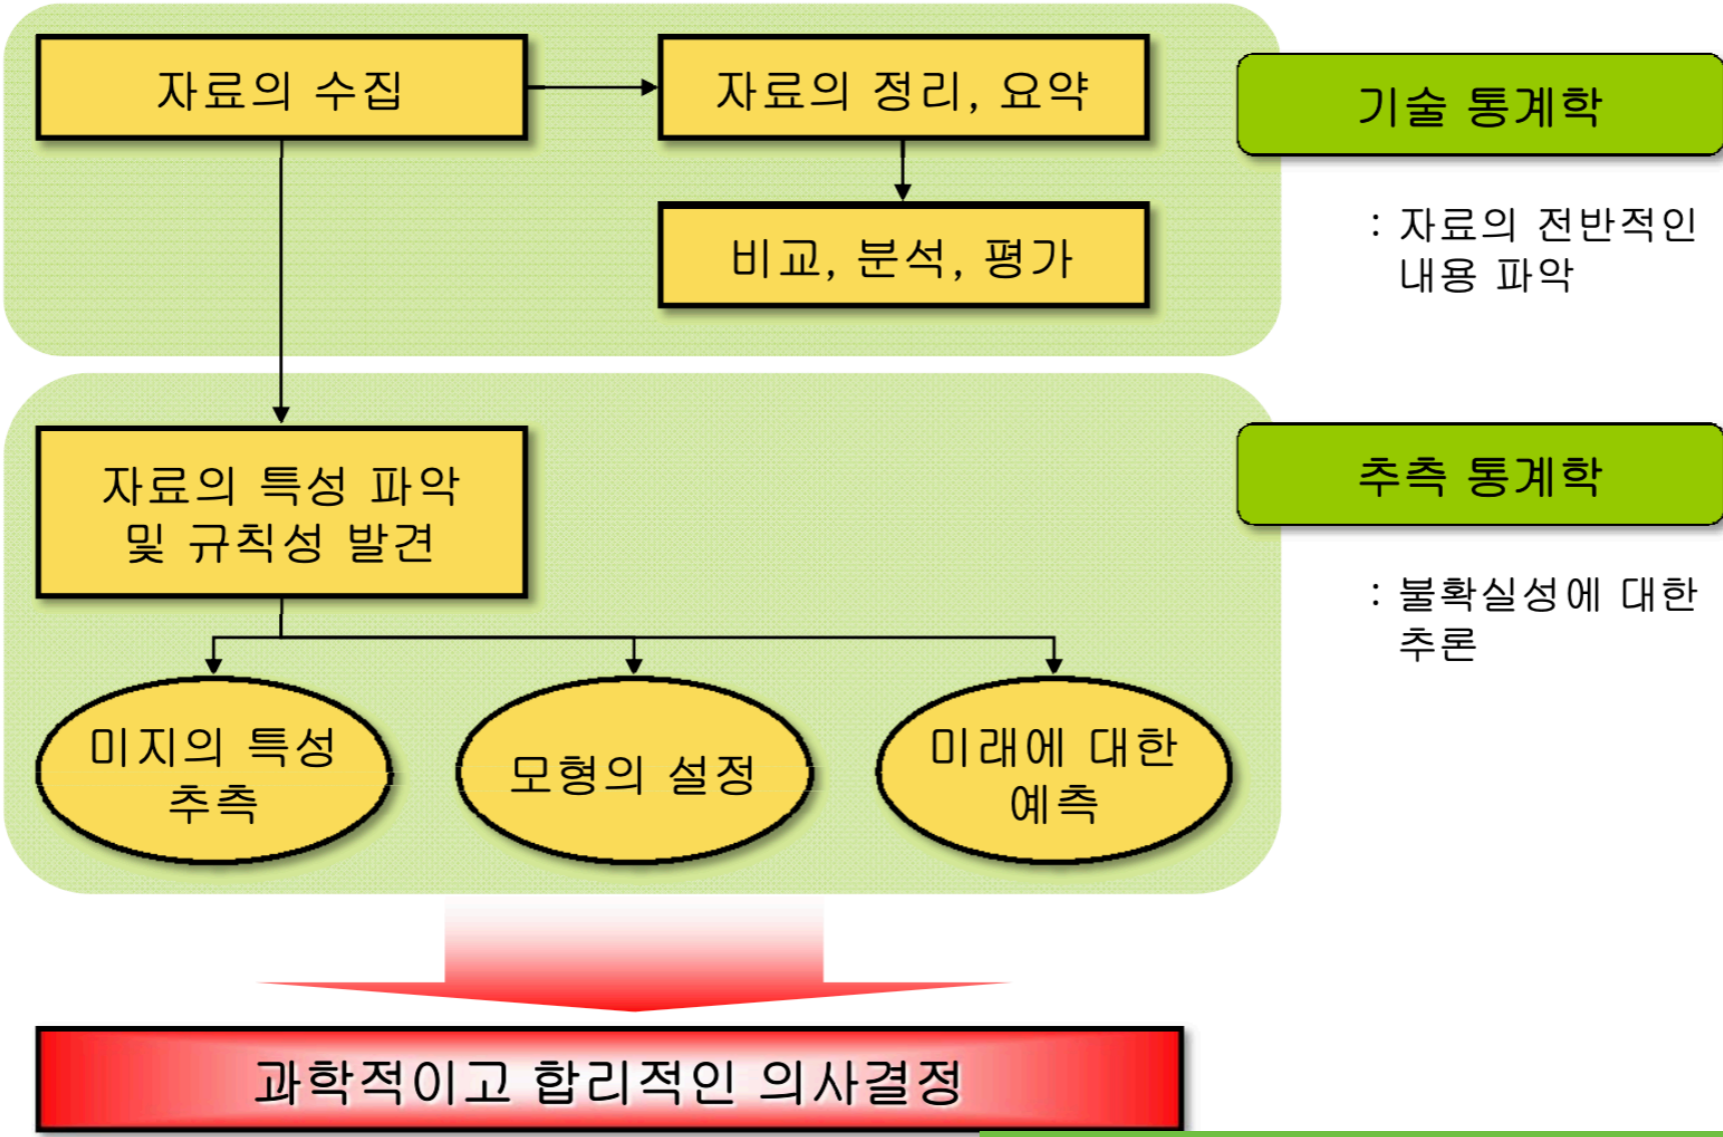 자료의 수집
자료의 정리, 요약
기술 통계학
비교, 분석, 평가
: 자료의 전반적인
내용 파악
자료의 특성 파악
및 규칙성 발견
추측 통계학
: 불확실성에 대한
추론
미지의 특성
추측
모형의 설정
미래에 대한
예측
과학적이고 합리적인 의사결정